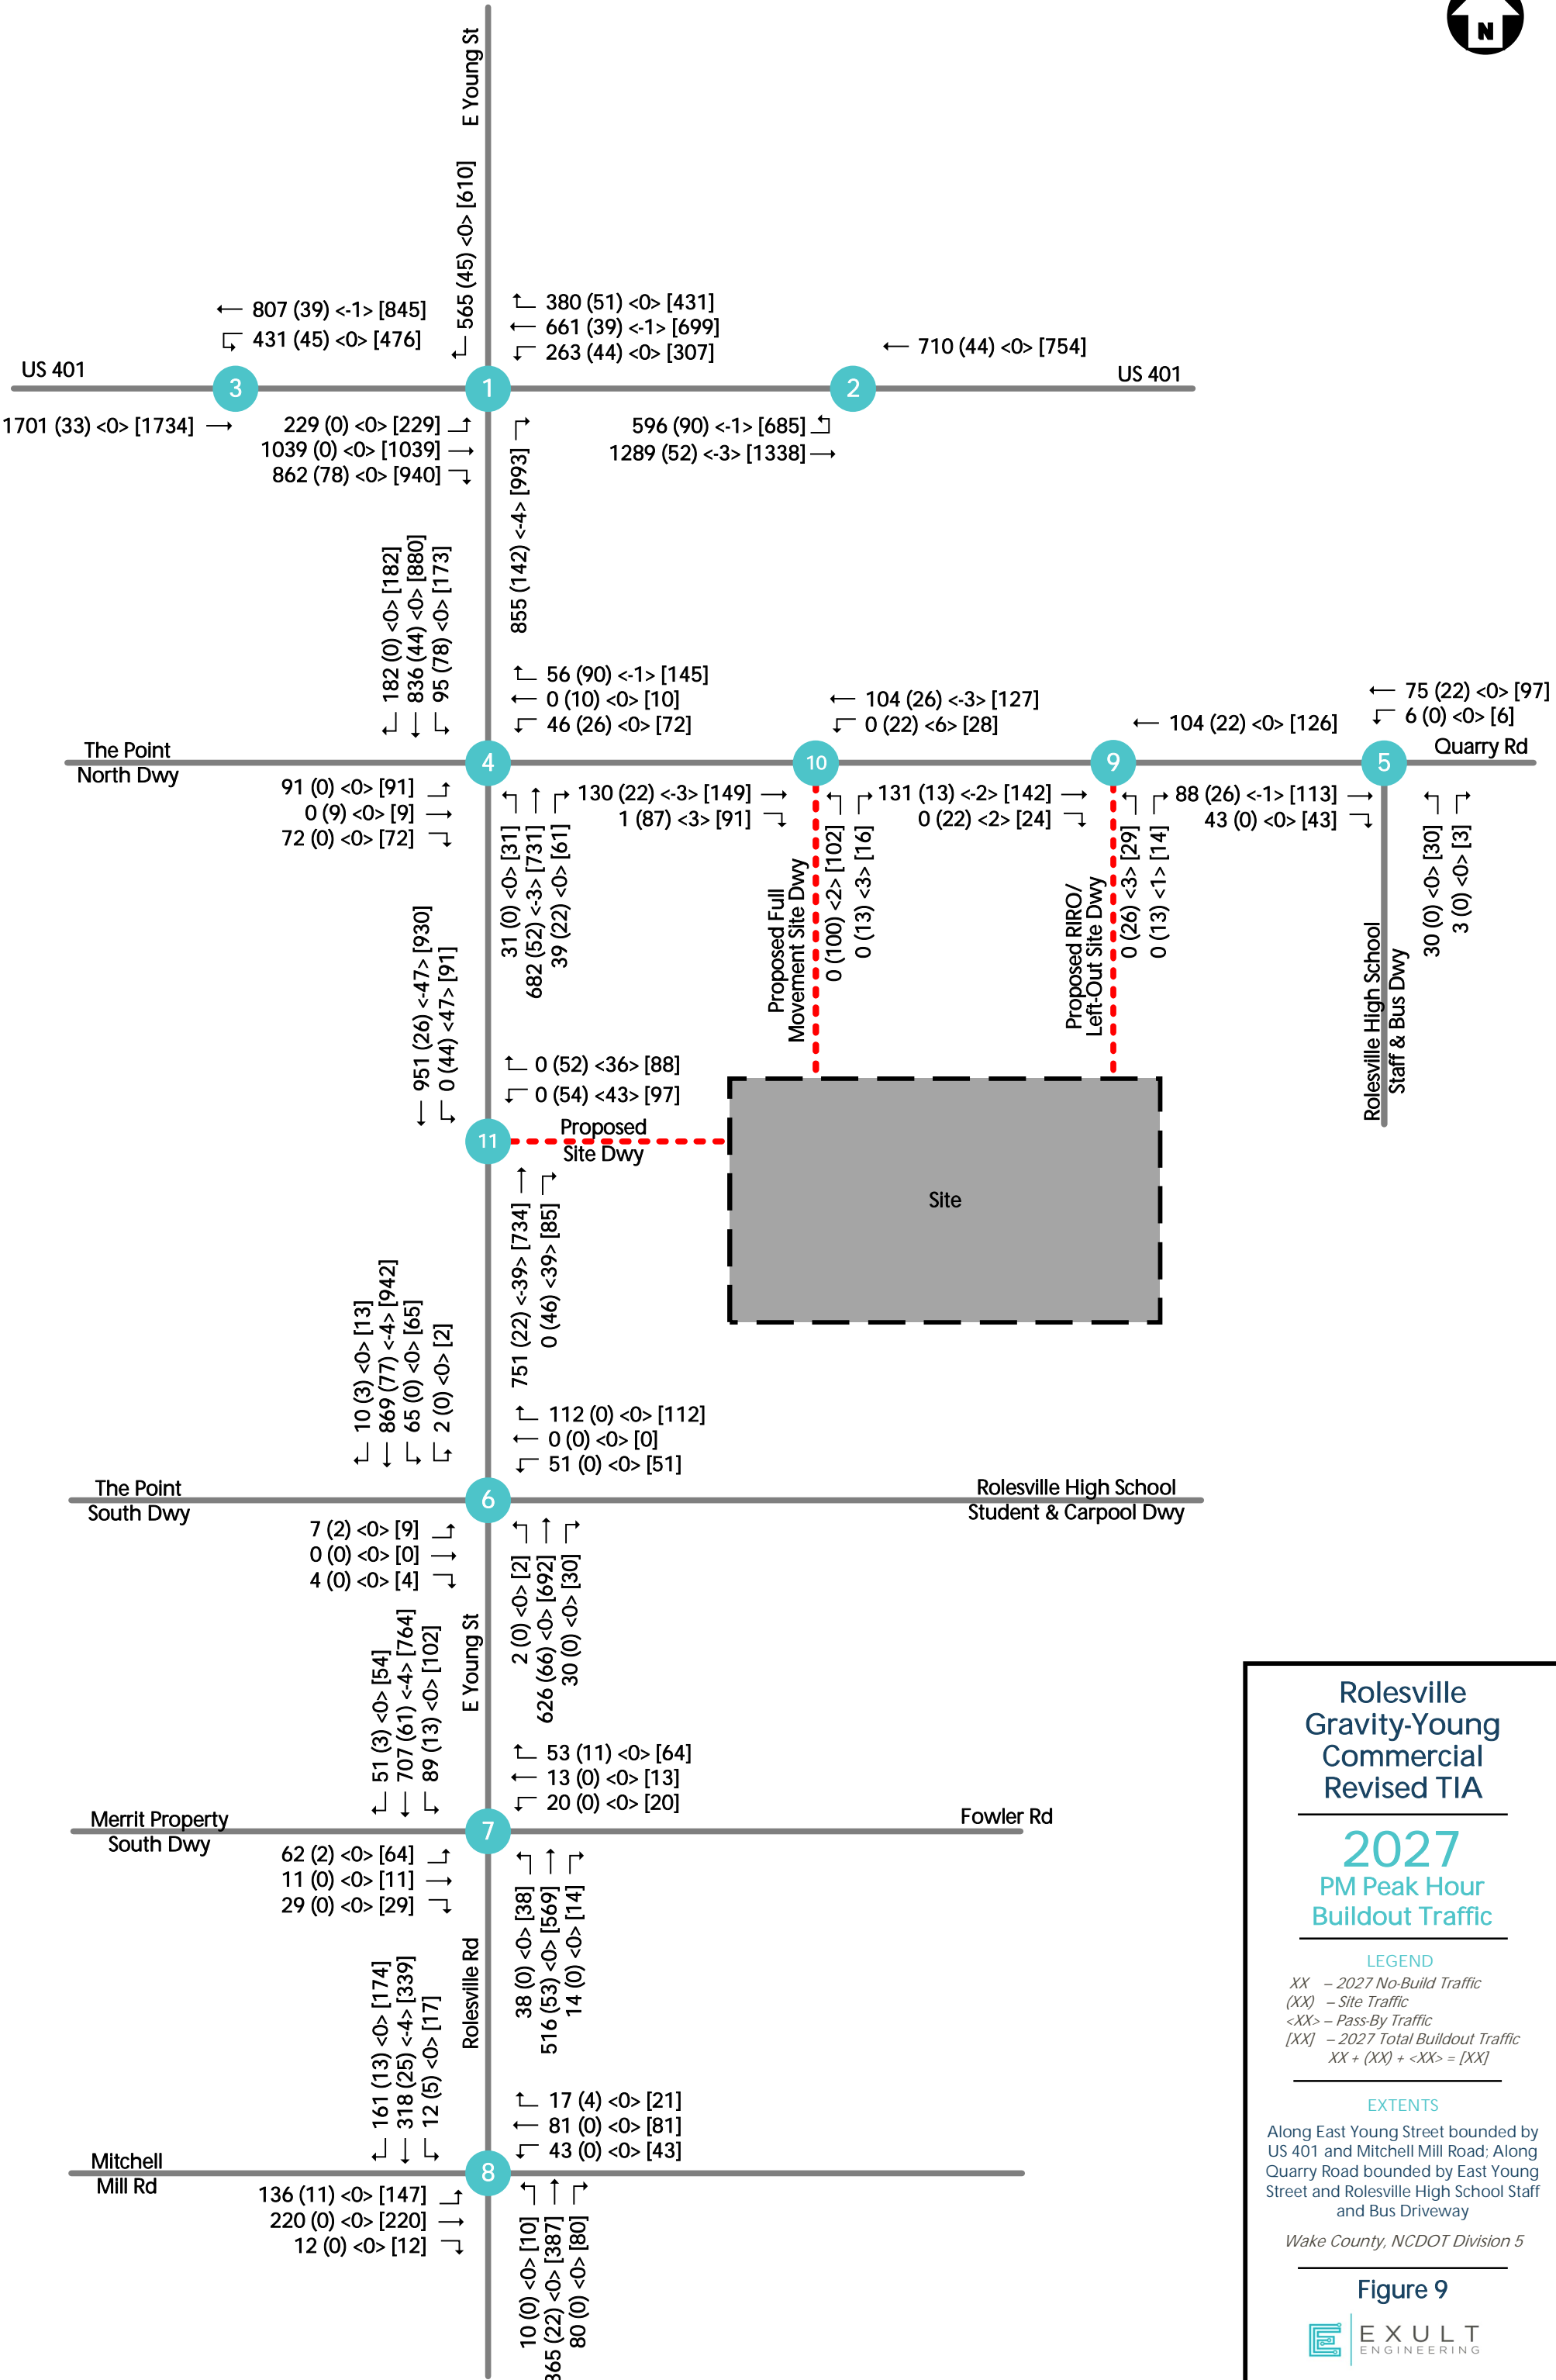 N
E Young St
565 (45) <0> [610]
807 (39) <-1> [845]
431 (45) <0> [476]
380 (51) <0> [431]
661 (39) <-1> [699]
263 (44) <0> [307]
710 (44) <0> [754]
US 401
US 401
3
1
2
1701 (33) <0> [1734]
229 (0) <0> [229]
1039 (0) <0> [1039]
862 (78) <0> [940]
596 (90) <-1> [685]
1289 (52) <-3> [1338]
855 (142) <-4> [993]
182 (0) <0> [182]
836 (44) <0> [880]
95 (78) <0> [173]
56 (90) <-1> [145]
0 (10) <0> [10]
46 (26) <0> [72]
104 (26) <-3> [127]
0 (22) <6> [28]
104 (22) <0> [126]
75 (22) <0> [97]
6 (0) <0> [6]
The Point
North Dwy
Quarry Rd
4
10
9
5
91 (0) <0> [91]
0 (9) <0> [9]
72 (0) <0> [72]
31 (0) <0> [31]
682 (52) <-3> [731]
39 (22) <0> [61]
130 (22) <-3> [149]
1 (87) <3> [91]
0 (100) <2> [102]
0 (13) <3> [16]
131 (13) <-2> [142]
0 (22) <2> [24]
0 (26) <3> [29]
0 (13) <1> [14]
88 (26) <-1> [113]
43 (0) <0> [43]
30 (0) <0> [30]
3 (0) <0> [3]
Proposed Full
Movement Site Dwy
Proposed RIRO/
Left-Out Site Dwy
Rolesville High School
Staff & Bus Dwy
951 (26) <-47> [930]
0 (44) <47> [91]
0 (52) <36> [88]
0 (54) <43> [97]
11
Proposed
Site Dwy
Site
751 (22) <-39> [734]
0 (46) <39> [85]
10 (3) <0> [13]
869 (77) <-4> [942]
65 (0) <0> [65]
2 (0) <0> [2]
112 (0) <0> [112]
0 (0) <0> [0]
51 (0) <0> [51]
The Point
South Dwy
6
Rolesville High School
Student & Carpool Dwy
7 (2) <0> [9]
0 (0) <0> [0]
4 (0) <0> [4]
2 (0) <0> [2]
626 (66) <0> [692]
30 (0) <0> [30]
E Young St
51 (3) <0> [54]
707 (61) <-4> [764]
89 (13) <0> [102]
53 (11) <0> [64]
13 (0) <0> [13]
20 (0) <0> [20]
Merrit Property
South Dwy
7
Fowler Rd
62 (2) <0> [64]
11 (0) <0> [11]
29 (0) <0> [29]
38 (0) <0> [38]
516 (53) <0> [569]
14 (0) <0> [14]
Rolesville Rd
161 (13) <0> [174]
318 (25) <-4> [339]
12 (5) <0> [17]
17 (4) <0> [21]
81 (0) <0> [81]
43 (0) <0> [43]
Mitchell
Mill Rd
8
136 (11) <0> [147]
220 (0) <0> [220]
12 (0) <0> [12]
10 (0) <0> [10]
365 (22) <0> [387]
80 (0) <0> [80]
Rolesville
Gravity-Young
Commercial
Revised TIA
2027
PM Peak Hour
Buildout Traffic
LEGEND
XX – 2027 No-Build Traffic
(XX) – Site Traffic
<XX> – Pass-By Traffic
[XX] – 2027 Total Buildout Traffic
XX + (XX) + <XX> = [XX]
EXTENTS
Along East Young Street bounded by
US 401 and Mitchell Mill Road; Along
Quarry Road bounded by East Young
Street and Rolesville High School Staff
and Bus Driveway
Wake County, NCDOT Division 5
Figure 9
EXULT
ENGINEERING